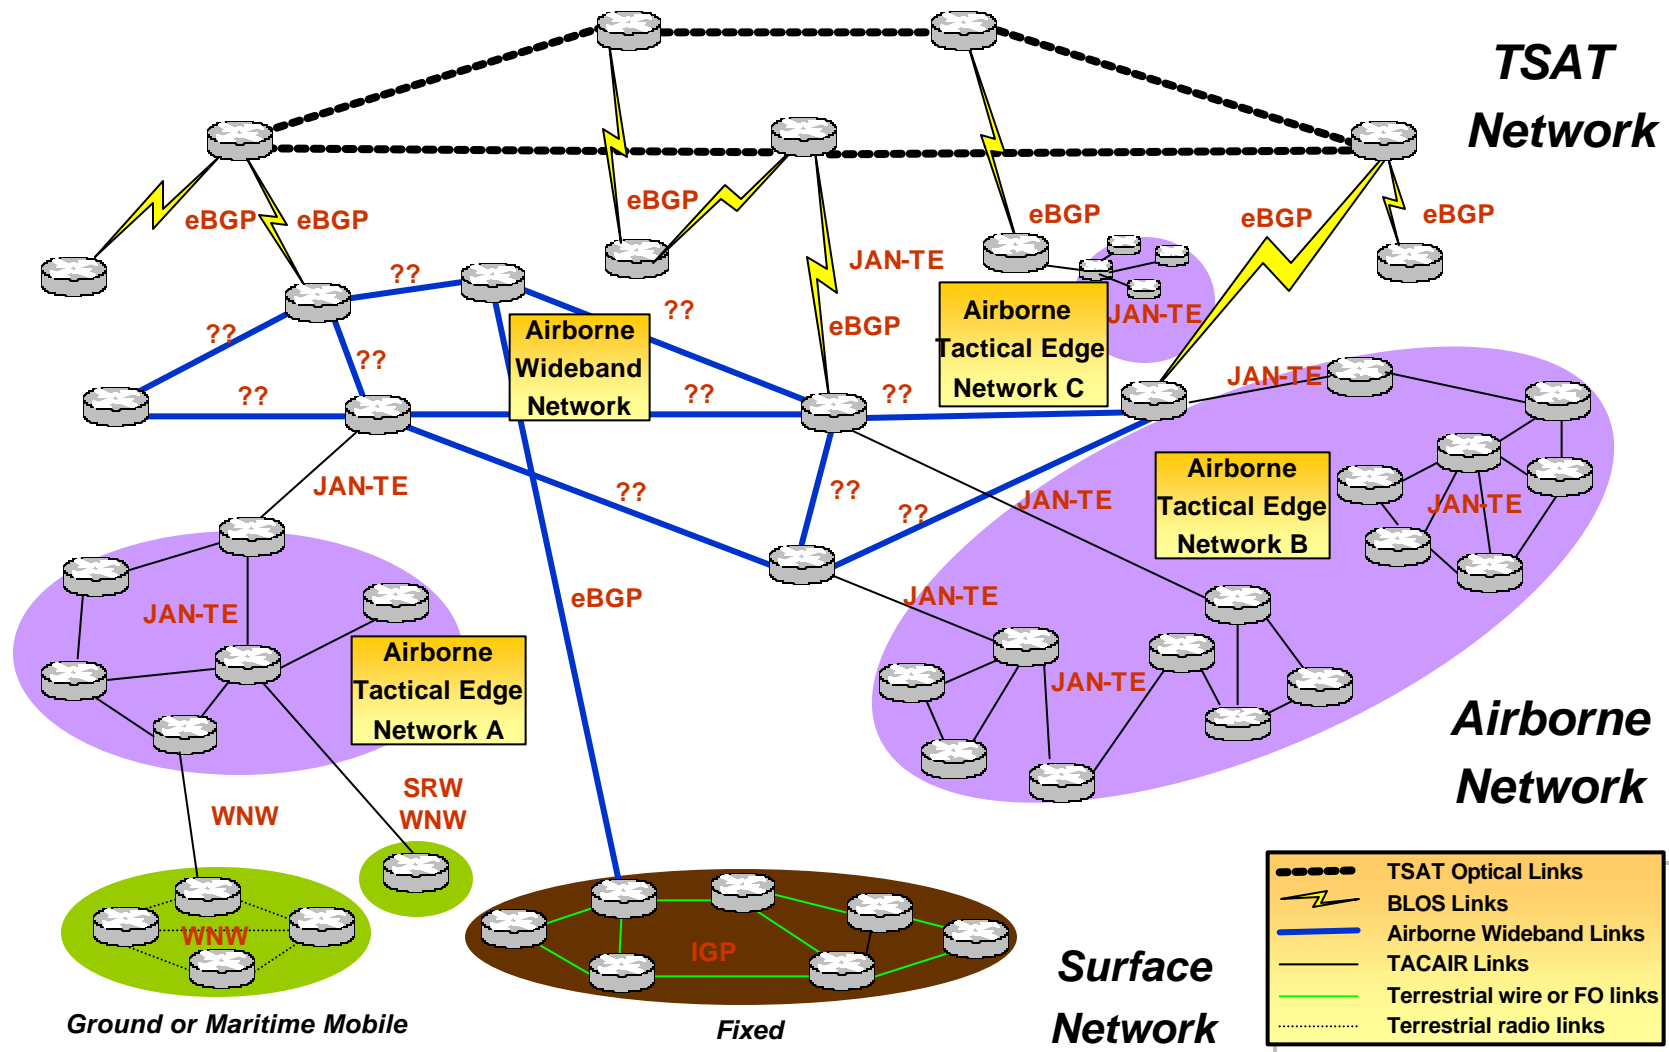 TSAT
Network
eBGP
eBGP
eBGP
eBGP
eBGP
eBGP
JAN-TE
eBGP
Airborne
Tactical Edge
Network C
JAN-TE
??
??
??
??
??
Airborne
Wideband
Network
??
??
JAN-TE
JAN-TE
??
??
??
JAN-TE
Airborne
Tactical Edge
Network B
JAN-TE
eBGP
JAN-TE
JAN-TE
JAN-TE
Airborne
Tactical Edge
Network A
Airborne
Network
WNW
SRW
WNW
WNW
IGP
Ground or Maritime Mobile
Fixed
Surface
Network
TSAT Optical Links
BLOS Links
Airborne Wideband Links
TACAIR Links
Terrestrial wire or FO links
Terrestrial radio links